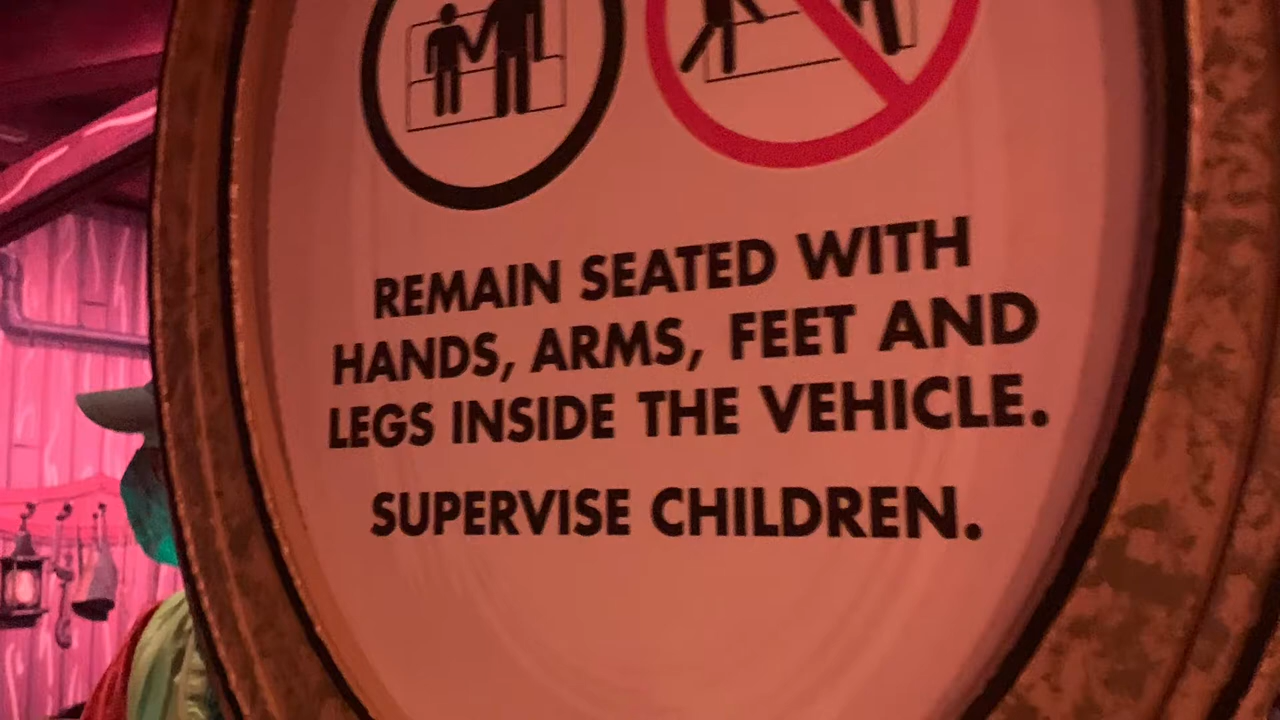 REMAIN SEATED WITH
HANDS, ARMS, FEET AND
LEGS INSIDE THE VEHICLE.
SUPERVISE CHILDREN.